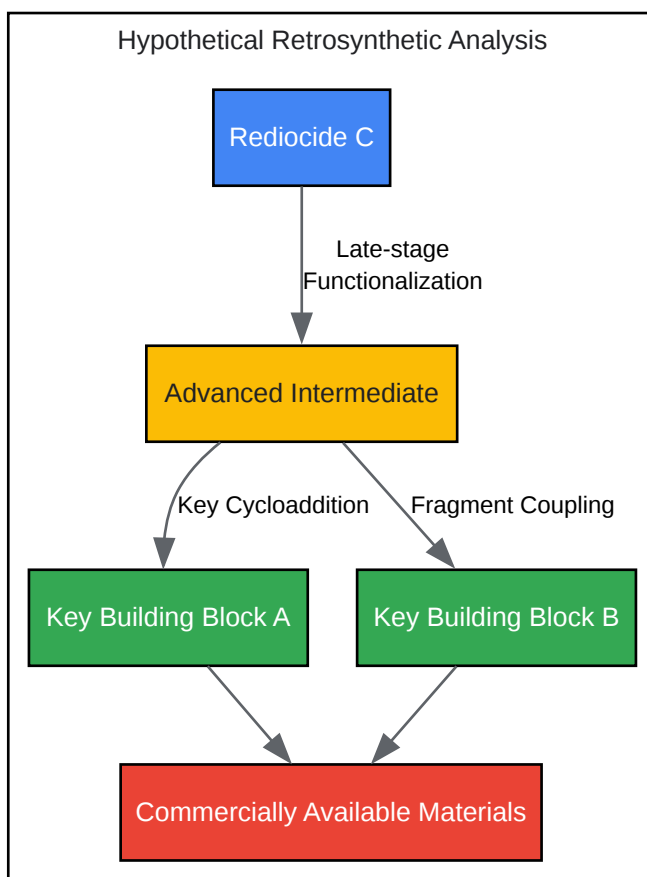 Hypothetical Retrosynthetic Analysis
Rediocide C
Late-stage
Functionalization
Advanced Intermediate
Key Cycloaddition
Fragment Coupling
Key Building Block A
Key Building Block B
Commercially Available Materials